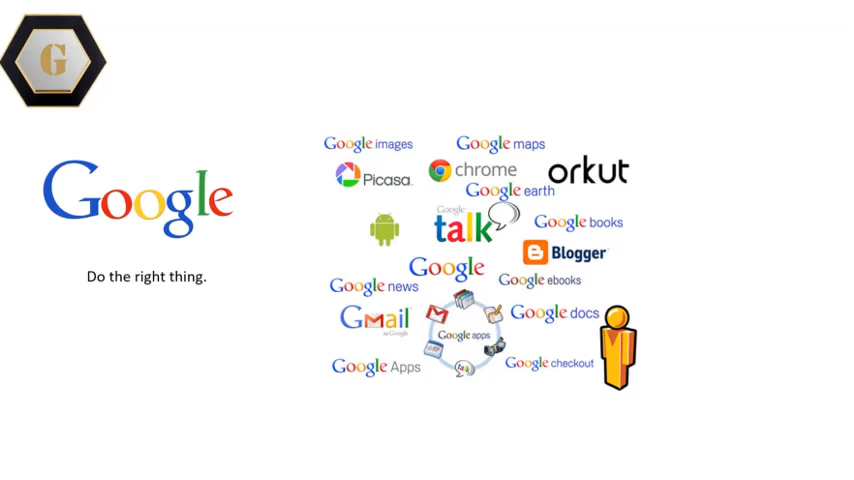 G
Google
Do the right thing.
Google images
Google maps
Picasa
chrome
orkut
Google earth
Google
talk
Google books
Blogger
Google
Google ebooks
Google news
Gmail
by Google
Google docs
Google apps
talk
Google Apps
Google checkout